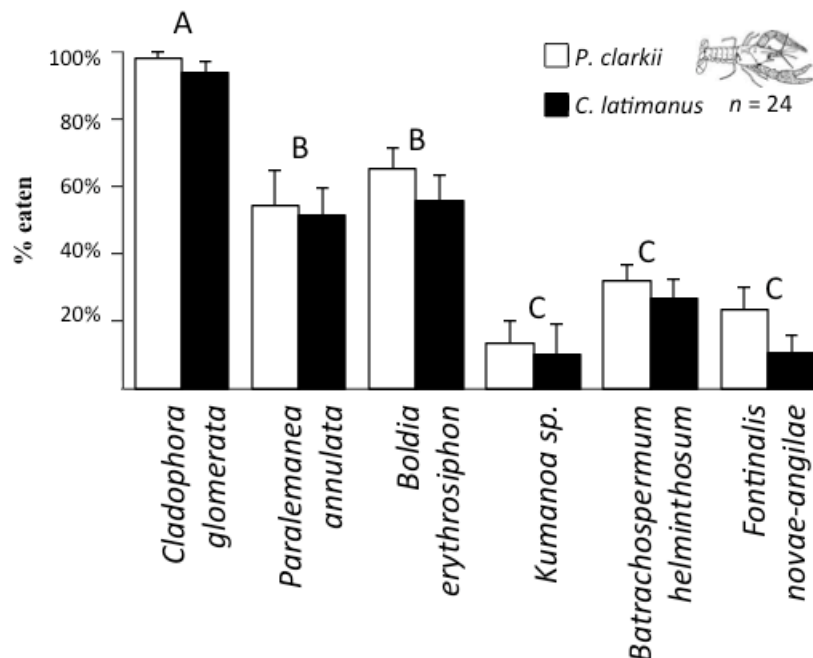 A
100%
P. clarkii
C. latimanus
n = 24
80%
B
B
60%
% eaten
40%
C
C
C
20%
Cladophora
glomerata
Paralemanea
annulata
Boldia
erythrosiphon
Kumanoa sp.
Batrachospermum
helminthosum
Fontinalis
novae-angilae